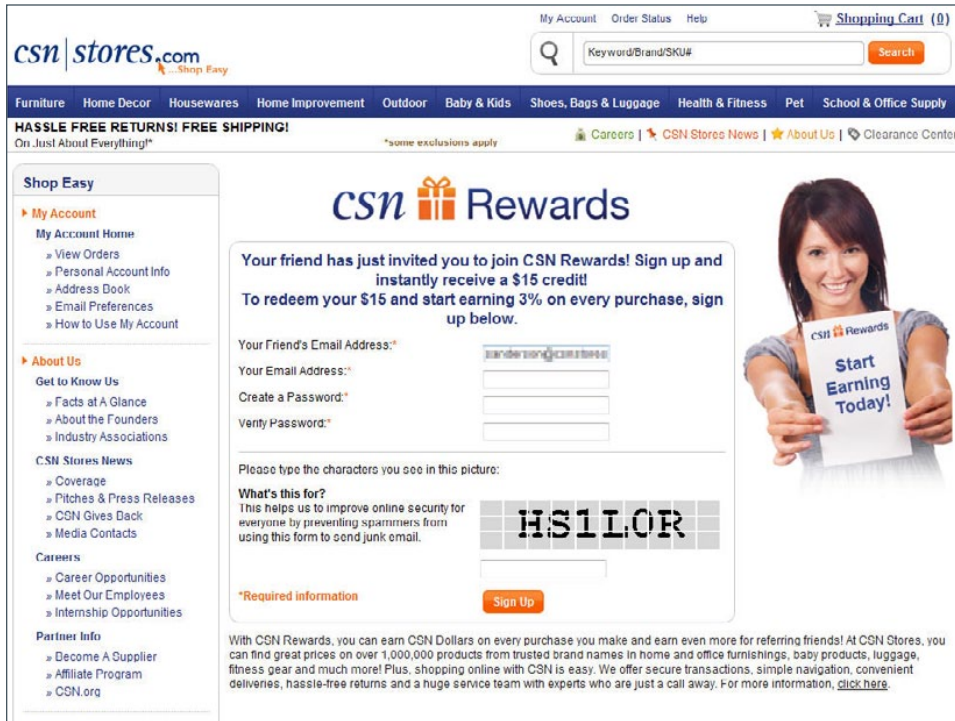 My Account Order Status Help Shopping Cart (0)
csn|stores.com
...Shop Easy
Keyword/Brand/SKU# Search
Furniture Home Decor Housewares Home Improvement Outdoor Baby & Kids Shoes, Bags & Luggage Health & Fitness Pet School & Office Supply
HASSLE FREE RETURNS! FREE SHIPPING!
On Just About Everything!* *some exclusions apply
Careers | CSN Stores News | About Us | Clearance Center
Shop Easy
My Account
My Account Home
» View Orders
» Personal Account Info
» Address Book
» Email Preferences
» How to Use My Account
About Us
Get to Know Us
» Facts at A Glance
» About the Founders
» Industry Associations
CSN Stores News
» Coverage
» Pitches & Press Releases
» CSN Gives Back
» Media Contacts
Careers
» Career Opportunities
» Meet Our Employees
» Internship Opportunities
Partner Info
» Become A Supplier
» Affiliate Program
» CSN.org
csn Rewards
Your friend has just invited you to join CSN Rewards! Sign up and
instantly receive a $15 credit!
To redeem your $15 and start earning 3% on every purchase, sign
up below.
Your Friend's Email Address:*
Your Email Address:*
Create a Password:*
Verify Password:*
Please type the characters you see in this picture:
What's this for?
This helps us to improve online security for
everyone by preventing spammers from
using this form to send junk email.
HS1LOR
*Required information Sign Up
csn Rewards
Start
Earning
Today!
With CSN Rewards, you can earn CSN Dollars on every purchase you make and earn even more for referring friends! At CSN Stores, you
can find great prices on over 1,000,000 products from trusted brand names in home and office furnishings, baby products, luggage,
fitness gear and much more! Plus, shopping online with CSN is easy. We offer secure transactions, simple navigation, convenient
deliveries, hassle-free returns and a huge service team with experts who are just a call away. For more information, click here.